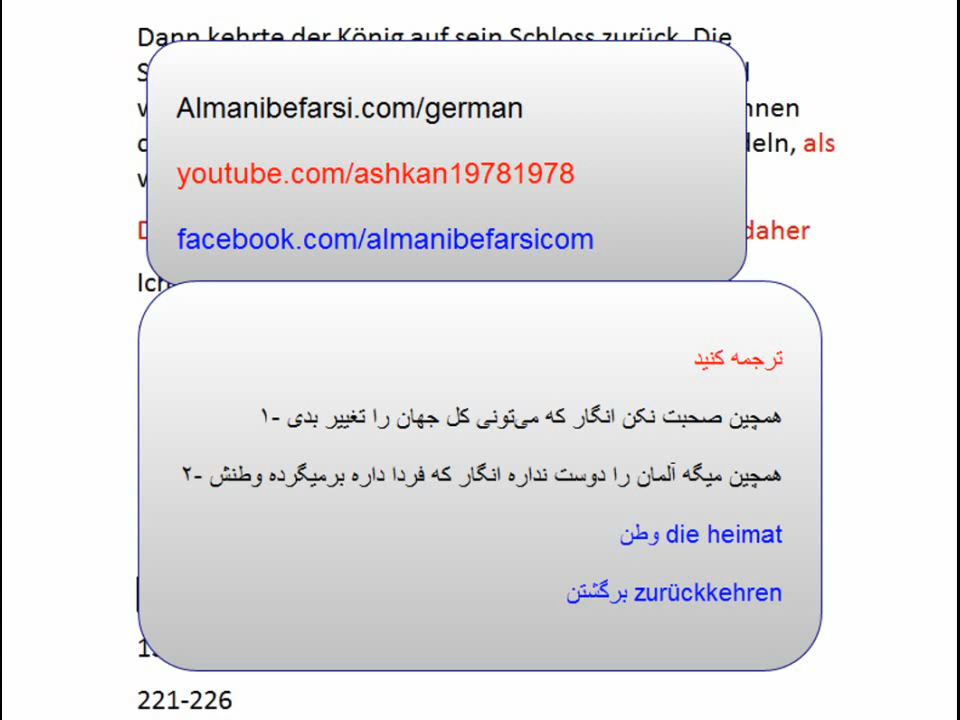 Dann kehrte der König auf sein Schloss zurück. Die
Almanibefarsi.com/german
als
youtube.com/ashkan19781978
daher
facebook.com/almanibefarsicom
Ich
ترجمه کنید
همچین صحبت نکن انگار که می‌تونی کل جهان را تغییر بدی -۱
همچین میگه آلمان را دوست نداره انگار که فردا داره برمیگرده وطنش -۲
die heimat وطن
zurückkehren برگشتن
221-226